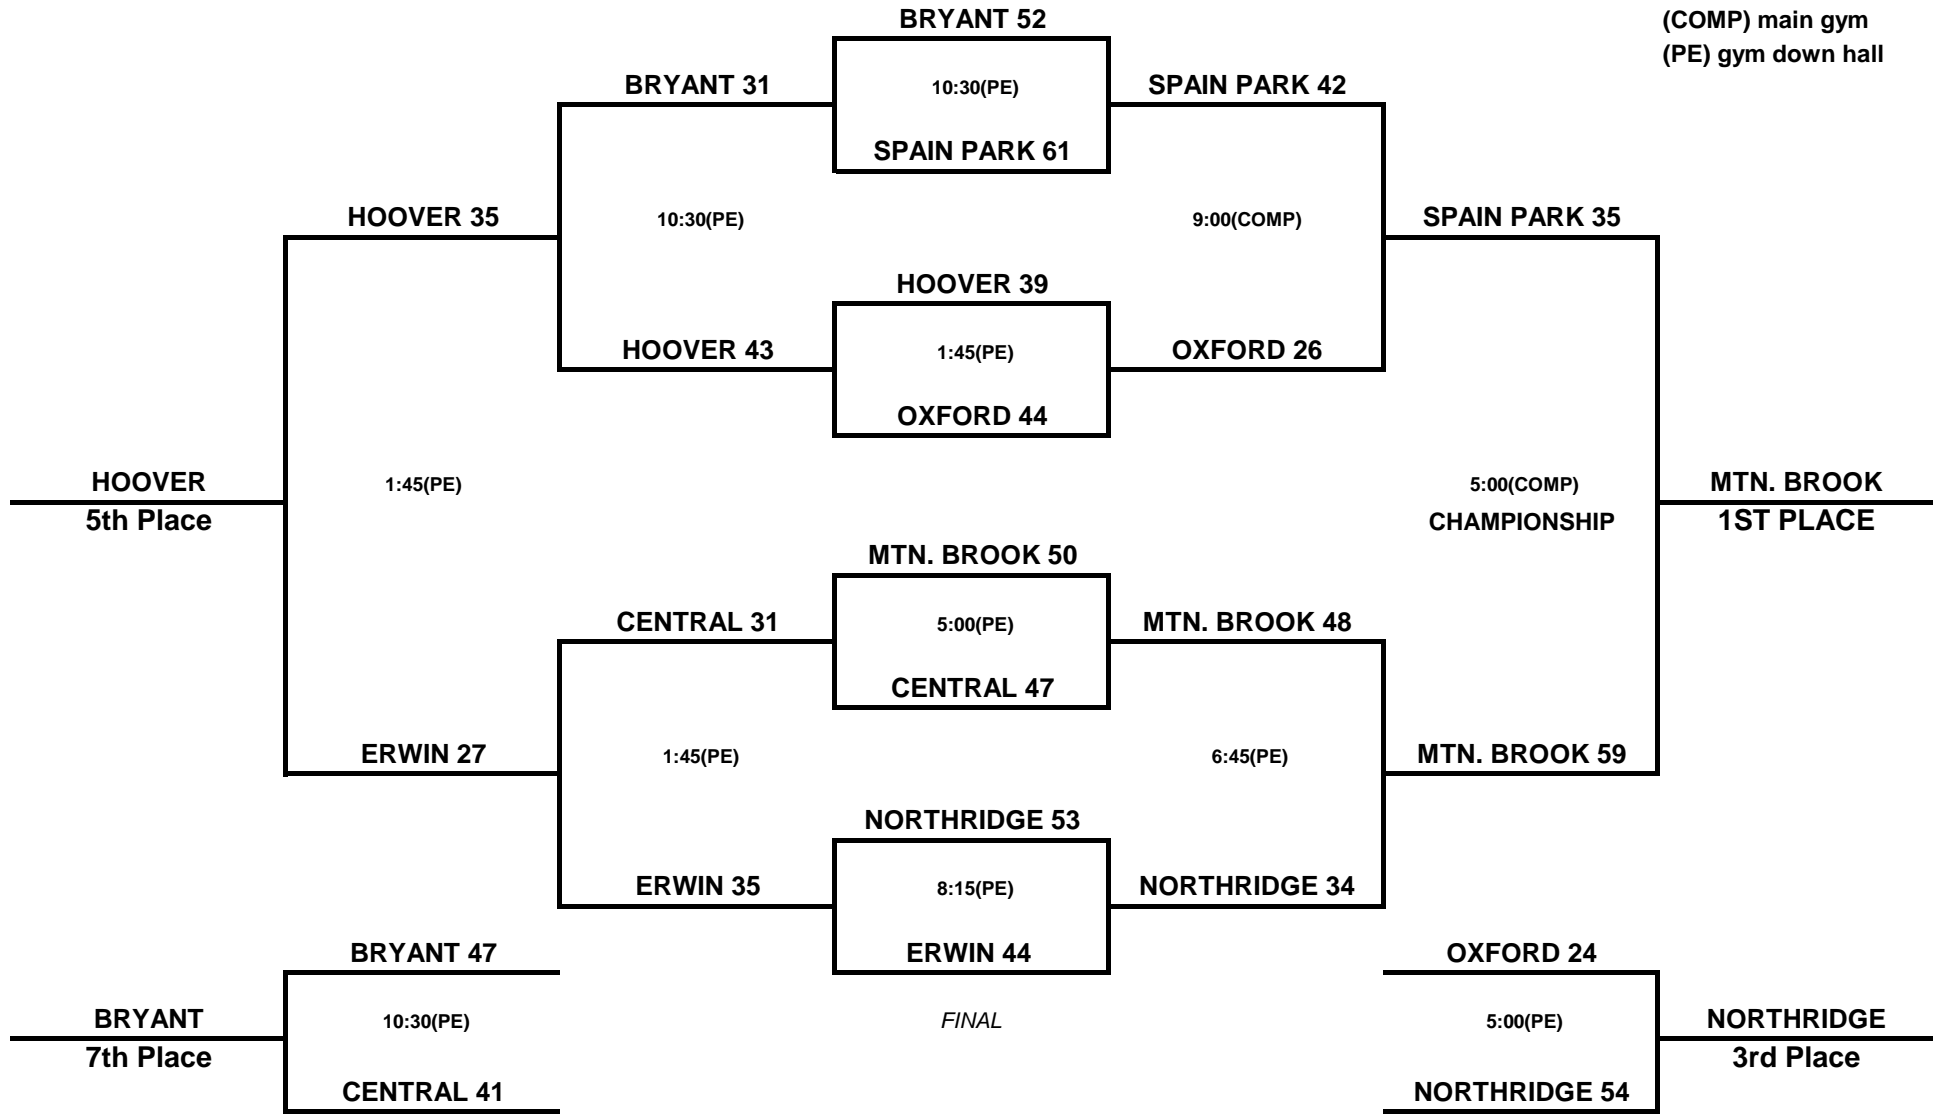 BRYANT 52
(COMP) main gym
(PE) gym down hall
BRYANT 31
10:30(PE)
SPAIN PARK 42
SPAIN PARK 61
HOOVER 35
10:30(PE)
9:00(COMP)
SPAIN PARK 35
HOOVER 39
HOOVER 43
1:45(PE)
OXFORD 26
OXFORD 44
HOOVER
5th Place
1:45(PE)
5:00(COMP)
CHAMPIONSHIP
MTN. BROOK
1ST PLACE
MTN. BROOK 50
CENTRAL 31
5:00(PE)
MTN. BROOK 48
CENTRAL 47
ERWIN 27
1:45(PE)
6:45(PE)
MTN. BROOK 59
NORTHRIDGE 53
ERWIN 35
8:15(PE)
NORTHRIDGE 34
BRYANT 47
ERWIN 44
OXFORD 24
BRYANT
7th Place
10:30(PE)
FINAL
5:00(PE)
NORTHRIDGE
3rd Place
CENTRAL 41
NORTHRIDGE 54